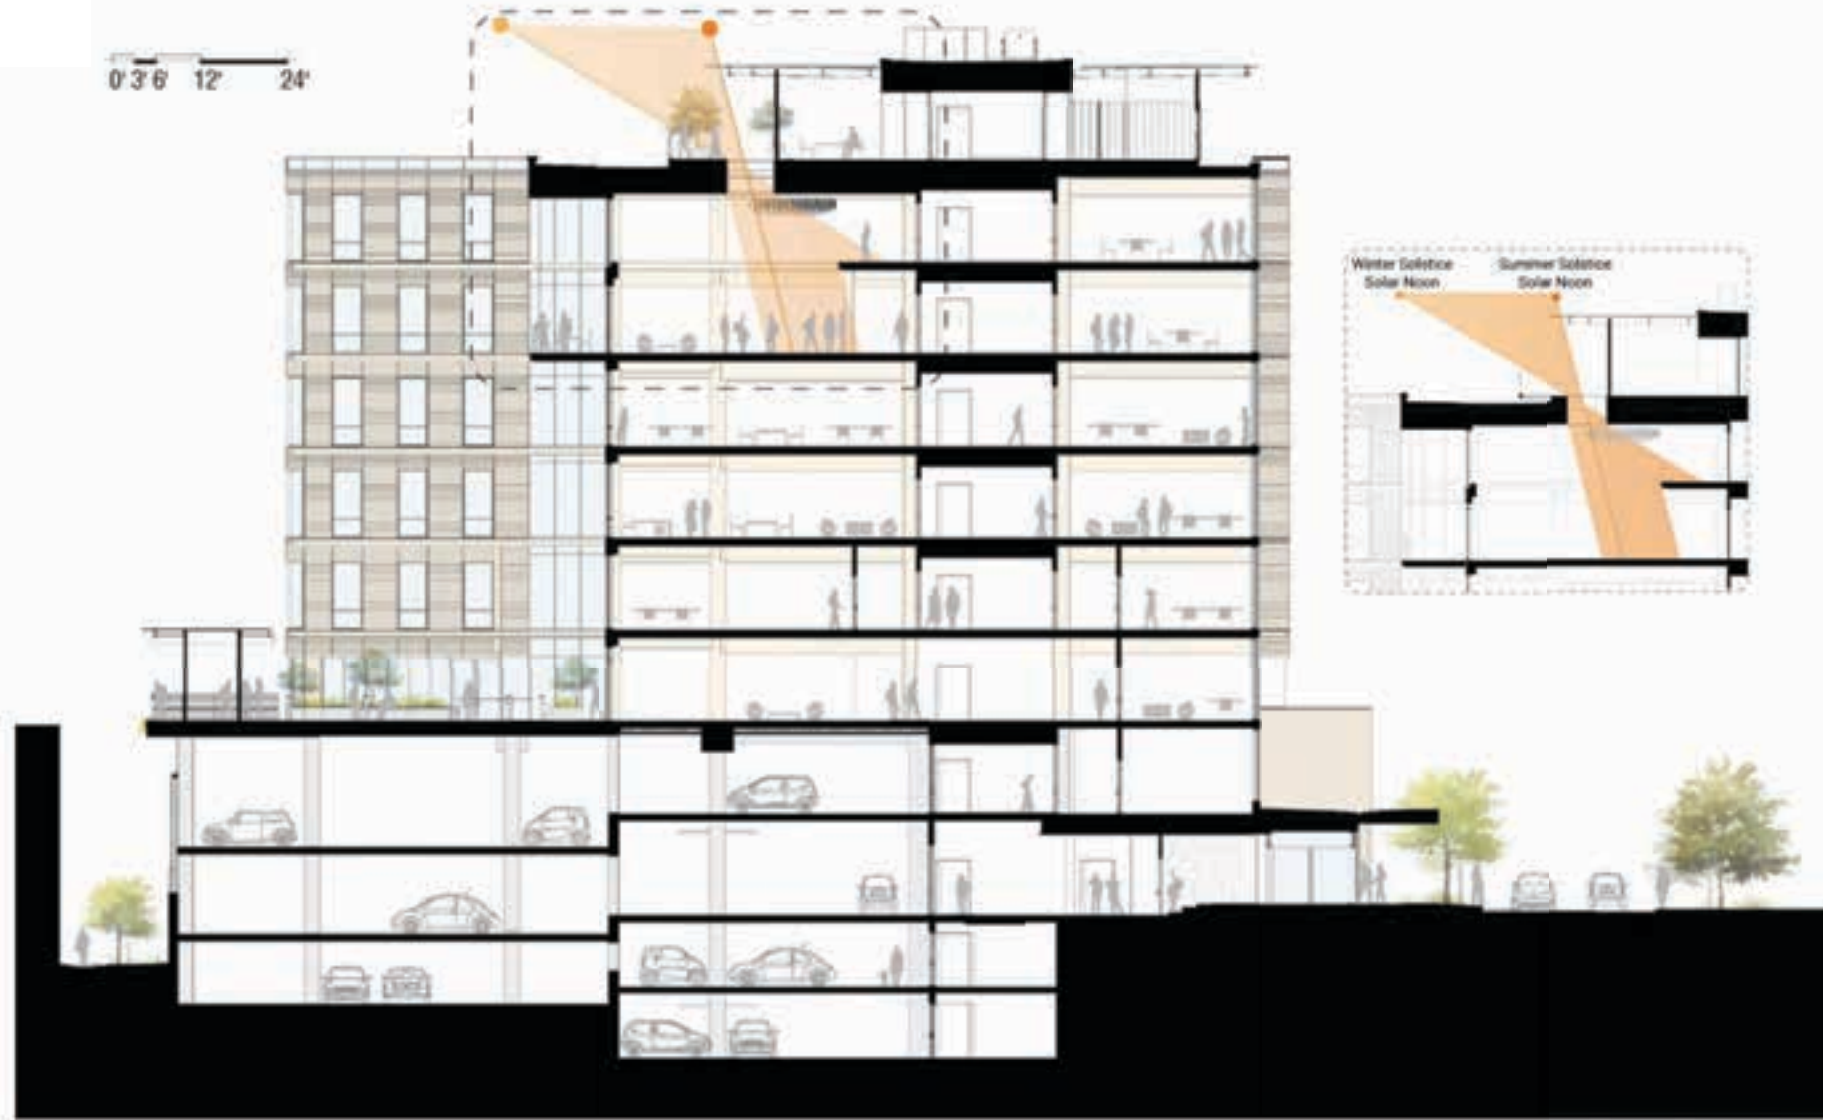 0' 3' 6' 12' 24'
Winter Solstice
Solar Noon
Summer Solstice
Solar Noon